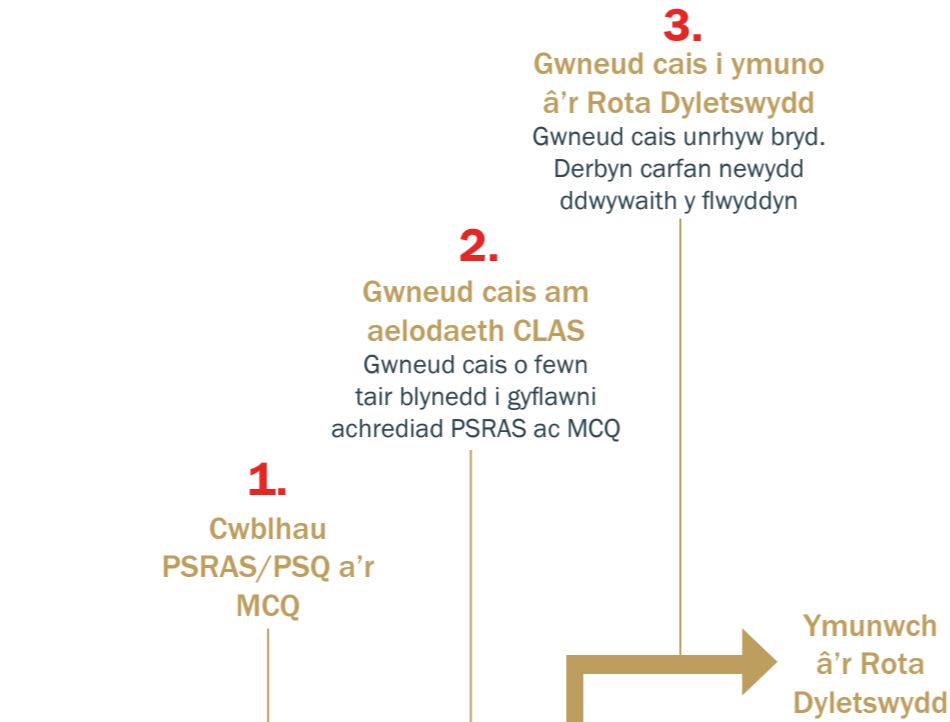 3.
Gwneud cais i ymuno
â'r Rota Dyletswydd
Gwneud cais unrhyw bryd.
Derbyn carfan newydd
ddwywaith y flwyddyn
2.
Gwneud cais am
aelodaeth CLAS
Gwneud cais o fewn
tair blynedd i gyflawni
achrediad PSRAS ac MCQ
1.
Cwblhau
PSRAS/PSQ a'r
MCQ
Ymunwch
â'r Rota
Dyletswydd